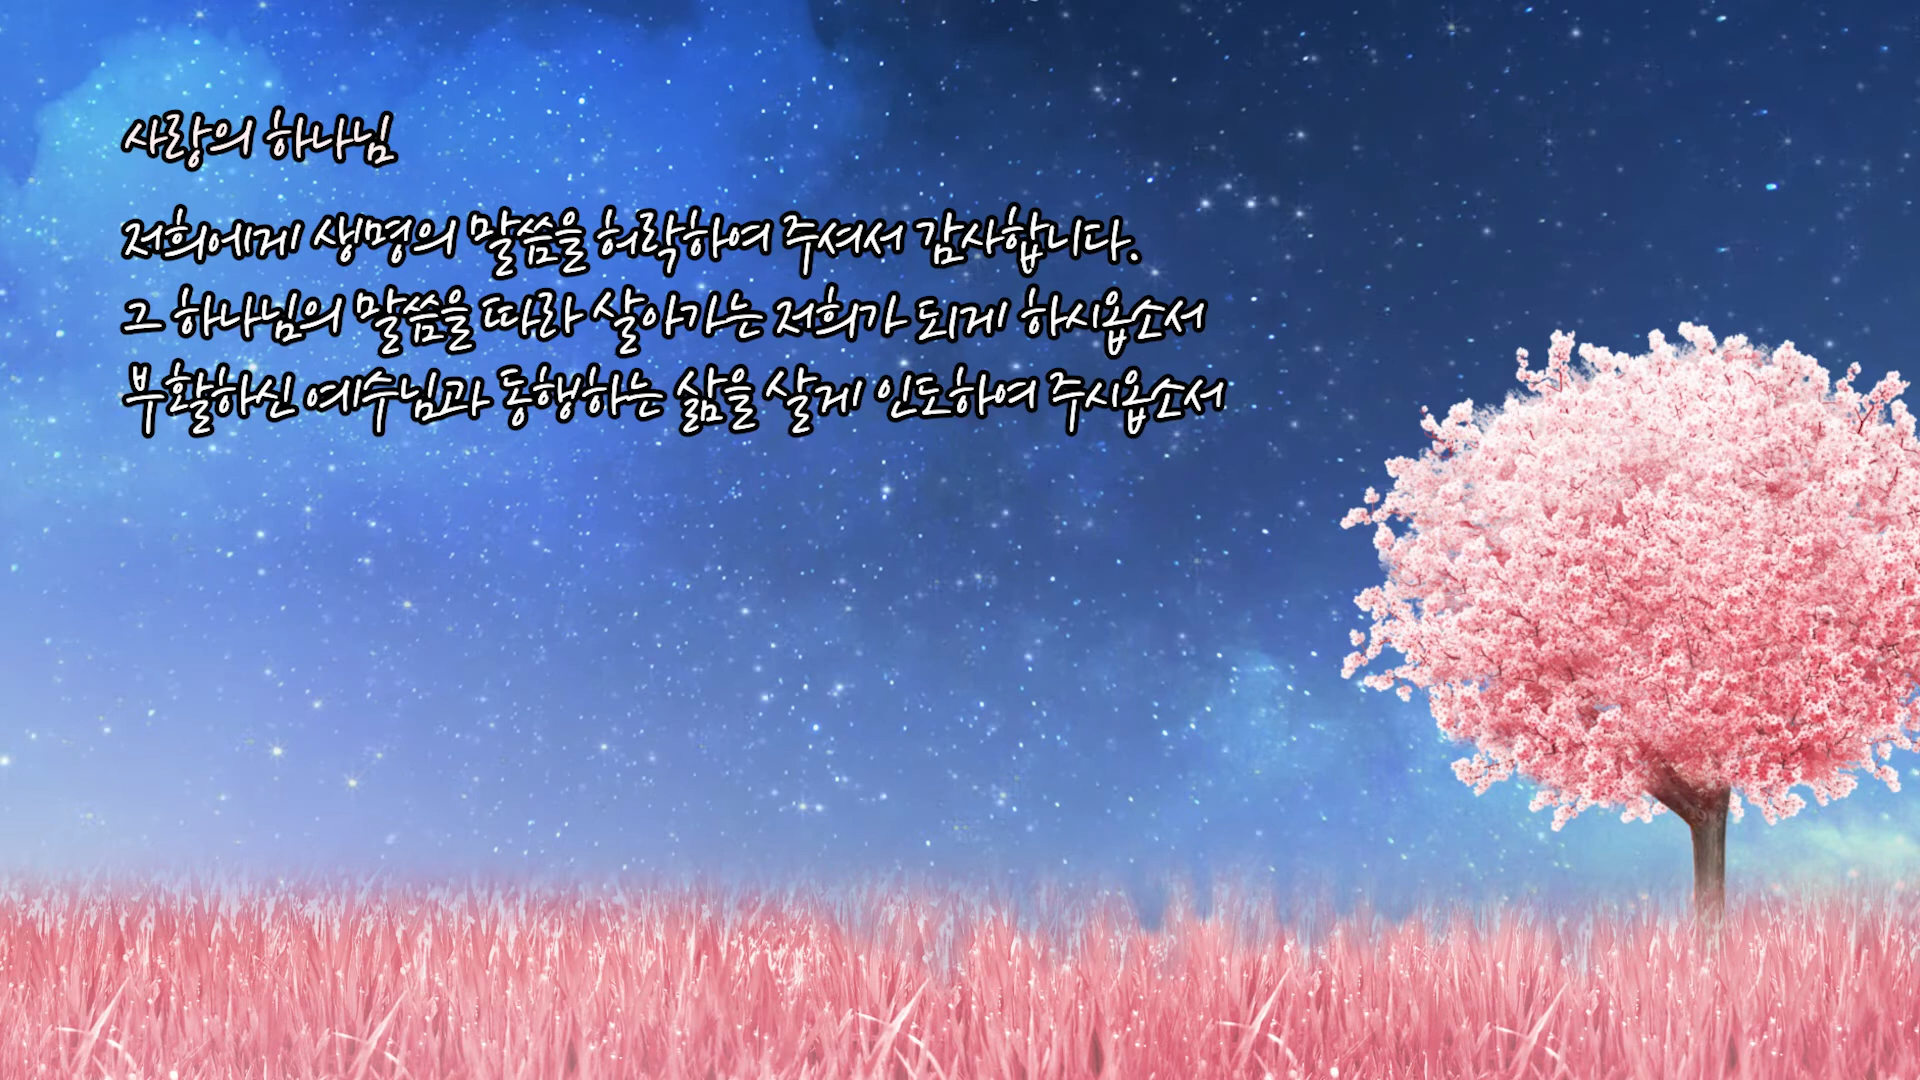 사랑의 하나님
저희에게 생명의 말씀을 허락하여 주셔서 감사합니다.
그 하나님의 말씀을 따라 살아가는 저희가 되게 하시옵소서
부활하신 예수님과 동행하는 삶을 살게 인도하여 주시옵소서